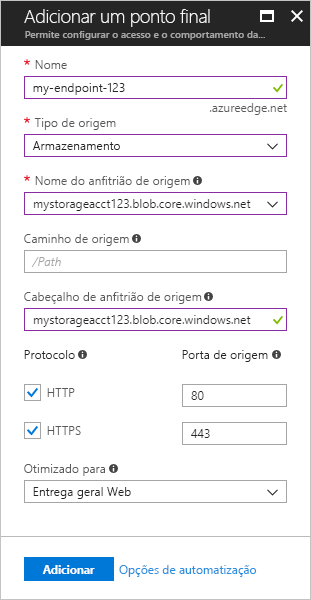 Adicionar um ponto final
Permite configurar o acesso e o comportamento da...
* Nome
my-endpoint-123
.azureedge.net
* Tipo de origem
Armazenamento
* Nome do anfitrião de origem
mystorageacct123.blob.core.windows.net
Caminho de origem
/Path
Cabeçalho de anfitrião de origem
mystorageacct123.blob.core.windows.net
Protocolo Porta de origem
HTTP 80
HTTPS 443
Otimizado para
Entrega geral Web
Adicionar Opções de automatização